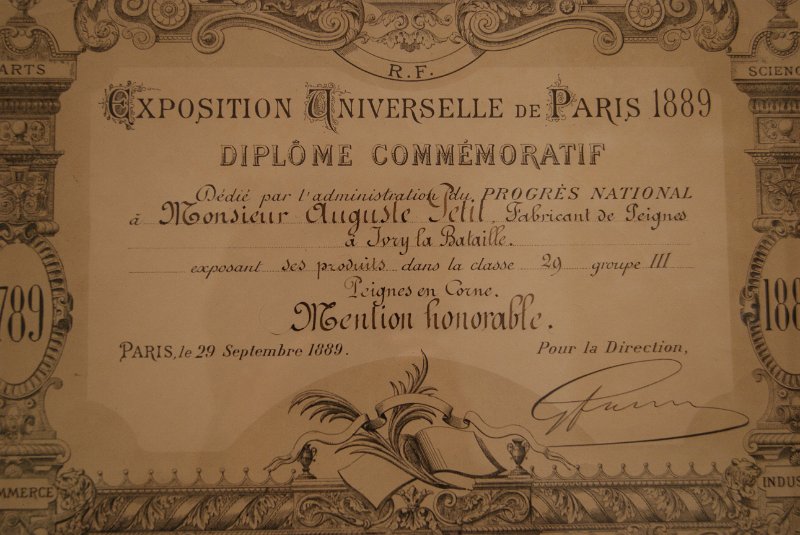 R.F.
ARTS
SCIENC
EXPOSITION UNIVERSELLE DE PARIS 1889
DIPLÔME COMMÉMORATIF
Dédié par l'administration du PROGRÈS NATIONAL
à Monsieur Auguste Petit Fabricant de Peignes
à Ivry la Bataille.
exposant ses produits dans la classe 29 groupe III
Peignes en Corne.
789
188
Mention honorable.
PARIS, le 29 Septembre 1889.
Pour la Direction,
MMERCE
INDUS